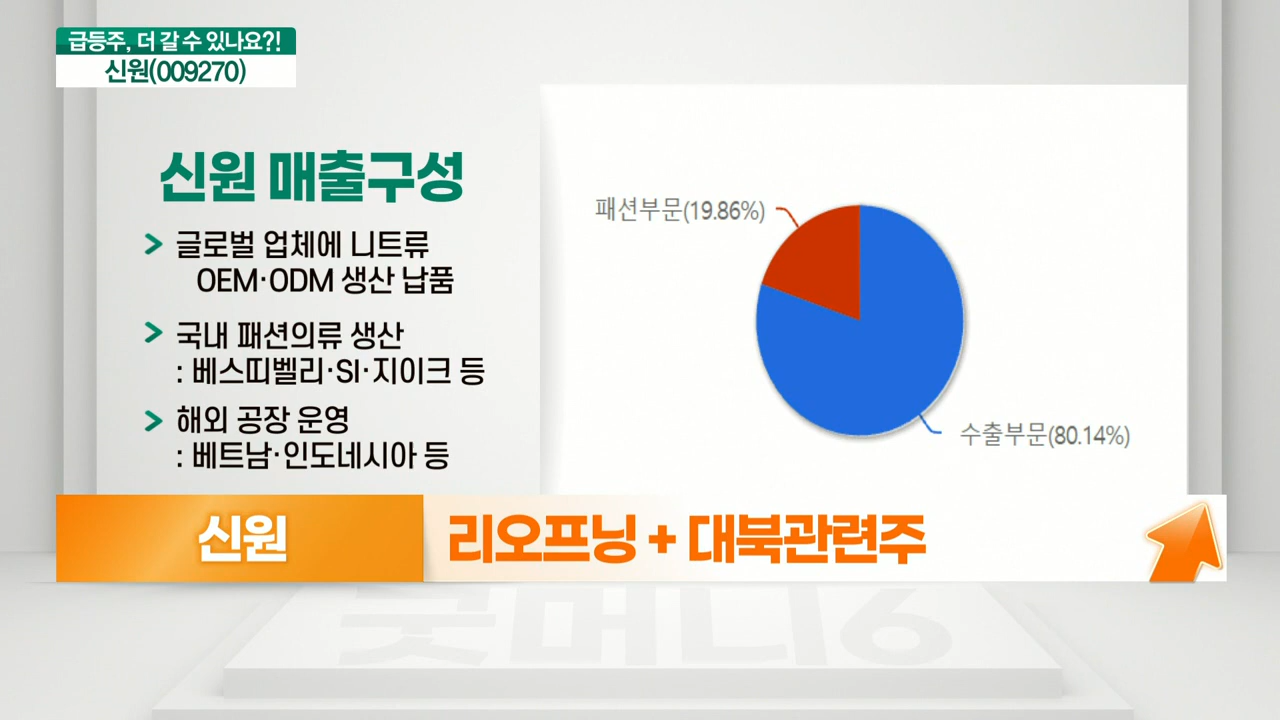 급등주, 더 갈 수 있나요?!
신원(009270)
신원 매출구성
글로벌 업체에 니트류
OEM·ODM 생산 납품
국내 패션의류 생산
: 베스띠벨리·SI·지이크 등
해외 공장 운영
: 베트남·인도네시아 등
패션부문(19.86%)
수출부문(80.14%)
신원
리오프닝 + 대북관련주
굿머니6